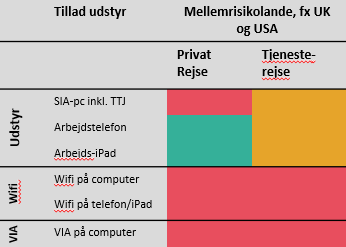 Tillad udstyr
Mellemrisikolande, fx UK
og USA
Privat
Rejse
Tjeneste-
rejse
Udstyr
SIA-pc inkl. TTJ
Arbejdstelefon
Arbejds-iPad
Wifi
Wifi på computer
Wifi på telefon/iPad
VIA
VIA på computer